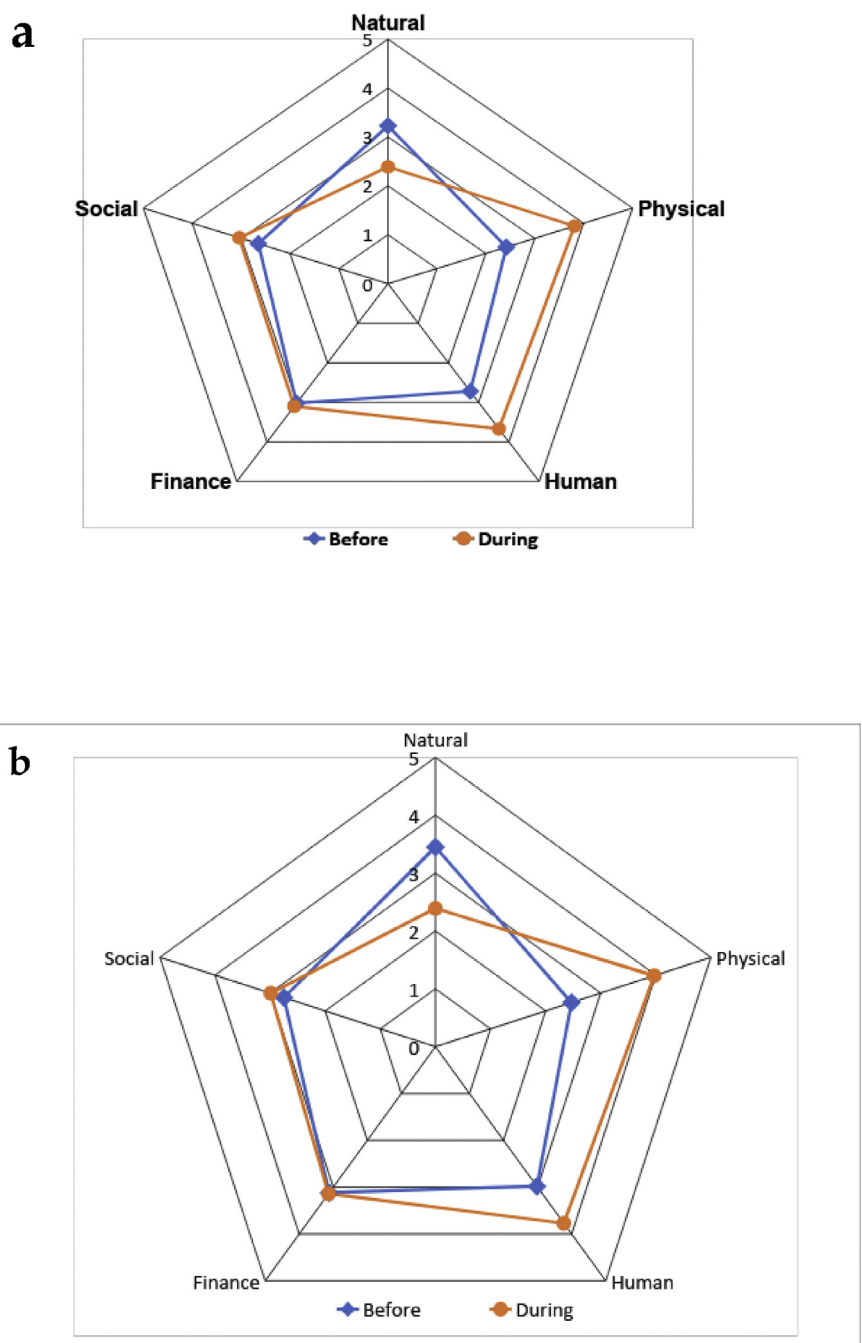 a
Natural
5
4
3
2
1
0
Social
Physical
Finance
Human
Before During
b
Natural
5
4
3
2
1
0
Social
Physical
Finance
Human
Before During